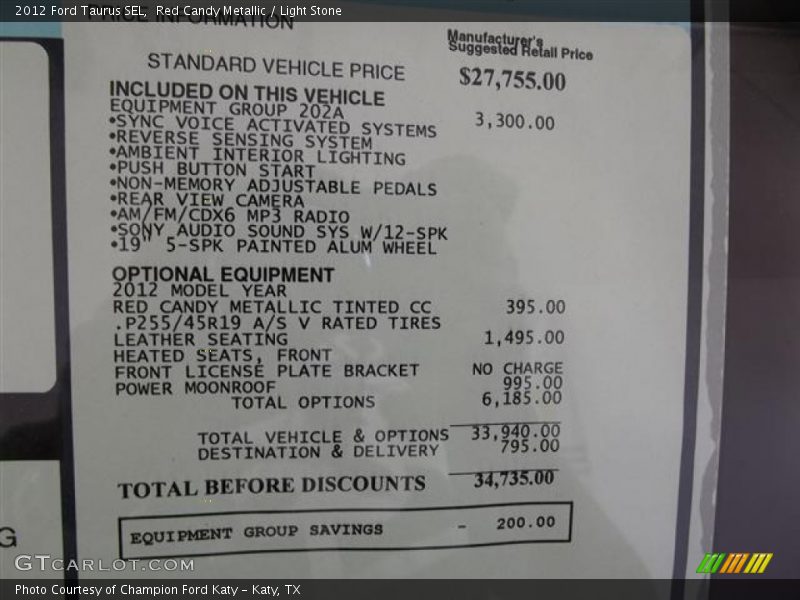 2012 Ford Taurus SEL, Red Candy Metallic / Light Stone
PRICE INFORMATION
Manufacturer's
Suggested Retail Price
STANDARD VEHICLE PRICE $27,755.00
INCLUDED ON THIS VEHICLE
EQUIPMENT GROUP 202A 3,300.00
•SYNC VOICE ACTIVATED SYSTEMS
•REVERSE SENSING SYSTEM
•AMBIENT INTERIOR LIGHTING
•PUSH BUTTON START
•NON-MEMORY ADJUSTABLE PEDALS
•REAR VIEW CAMERA
•AM/FM/CDX6 MP3 RADIO
•SONY AUDIO SOUND SYS W/12-SPK
•19" 5-SPK PAINTED ALUM WHEEL
OPTIONAL EQUIPMENT
2012 MODEL YEAR
RED CANDY METALLIC TINTED CC 395.00
.P255/45R19 A/S V RATED TIRES
LEATHER SEATING 1,495.00
HEATED SEATS, FRONT
FRONT LICENSE PLATE BRACKET NO CHARGE
POWER MOONROOF 995.00
TOTAL OPTIONS 6,185.00
TOTAL VEHICLE & OPTIONS 33,940.00
DESTINATION & DELIVERY 795.00
TOTAL BEFORE DISCOUNTS 34,735.00
EQUIPMENT GROUP SAVINGS - 200.00
G
GTCARLOT.COM
Photo Courtesy of Champion Ford Katy - Katy, TX